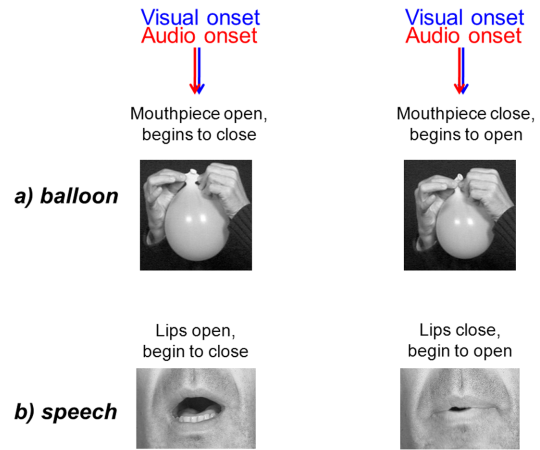 Visual onset
Audio onset
Visual onset
Audio onset
Mouthpiece open,
begins to close
Mouthpiece close,
begins to open
a) balloon
Lips open,
begin to close
Lips close,
begin to open
b) speech